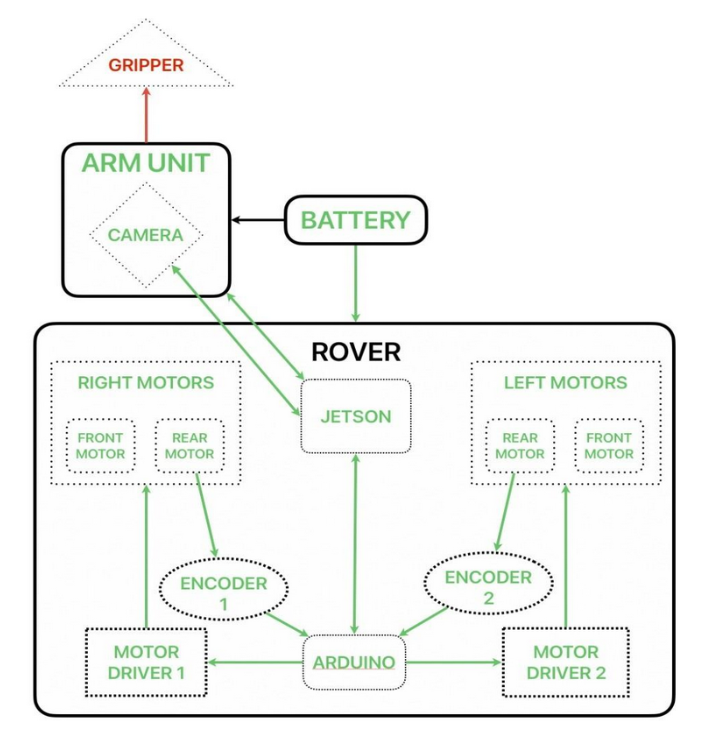 GRIPPER
ARM UNIT
CAMERA
BATTERY
ROVER
RIGHT MOTORS
FRONT
MOTOR
REAR
MOTOR
JETSON
LEFT MOTORS
REAR
MOTOR
FRONT
MOTOR
ENCODER
1
ENCODER
2
MOTOR
DRIVER 1
ARDUINO
MOTOR
DRIVER 2